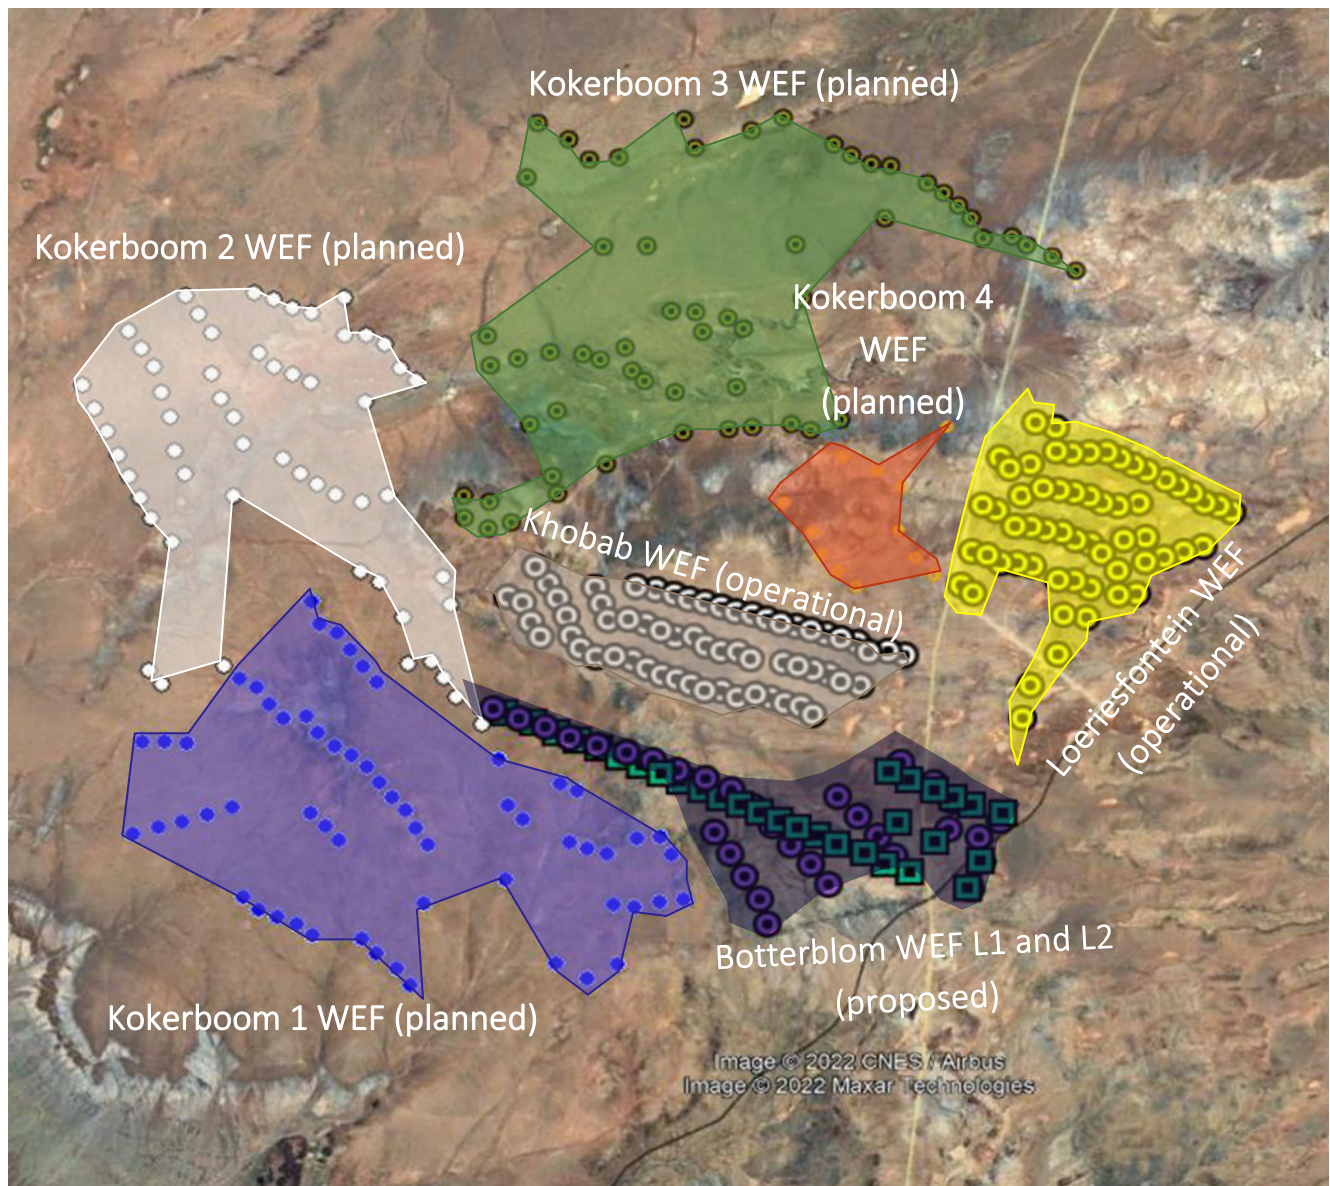 Kokerboom 3 WEF (planned)
Kokerboom 2 WEF (planned)
Kokerboom 4
WEF
(planned)
Khobab WEF (operational)
Loeriesfontein WEF
(operational)
Botterblom WEF L1 and L2
(proposed)
Kokerboom 1 WEF (planned)
Image © 2022 CNES / Airbus
Image © 2022 Maxar Technologies